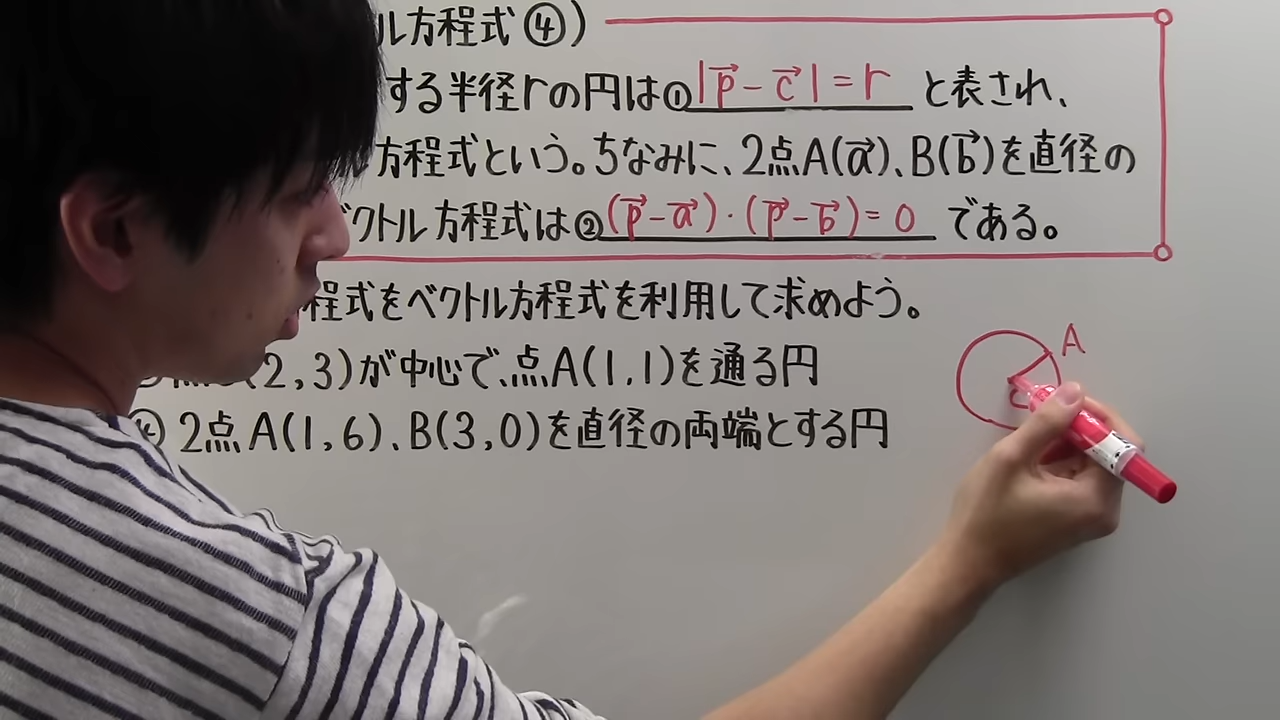 ル方程式④)
する半径rの円は①|p⃗-c⃗|=rと表され、
方程式という。ちなみに、2点A(a⃗)、B(b⃗)を直径の
クトル方程式は②(p⃗-a⃗)・(p⃗-b⃗)=0である。
程式をベクトル方程式を利用して求めよう。
(2,3)が中心で、点A(1,1)を通る円
④ 2点A(1,6)、B(3,0)を直径の両端とする円
A
C